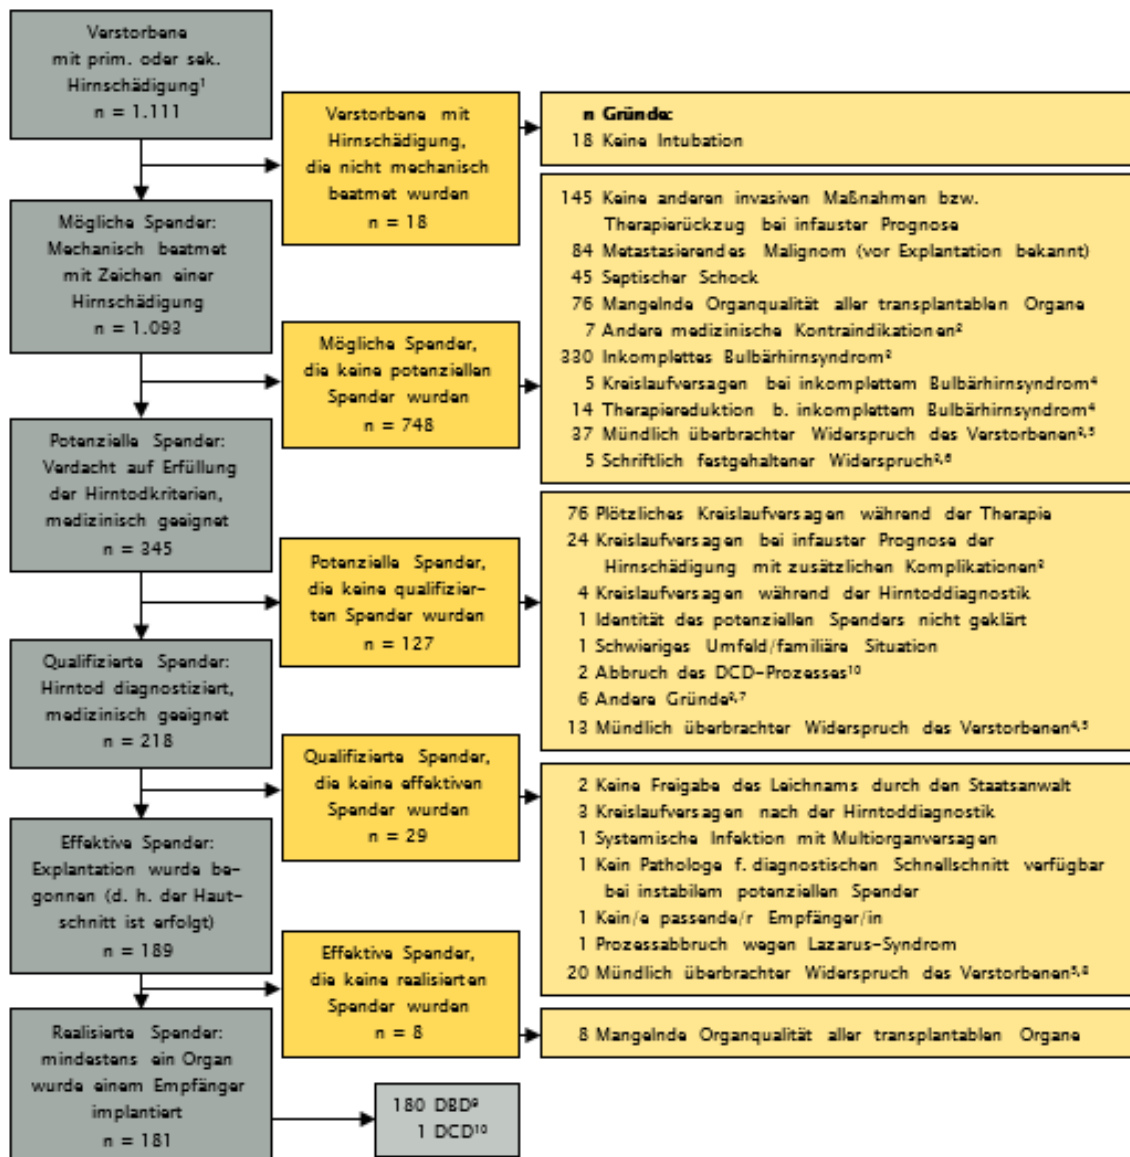 Verstorbene
mit prim. oder sek.
Hirnschädigung¹
n = 1.111
Verstorbene mit
Hirnschädigung,
die nicht mechanisch
beatmet wurden
n = 18
n Gründe:
18 Keine Intubation
Mögliche Spender:
Mechanisch beatmet
mit Zeichen einer
Hirnschädigung
n = 1.093
Mögliche Spender,
die keine potenziellen
Spender wurden
n = 748
145 Keine anderen invasiven Maßnahmen bzw.
Therapierückzug bei infauster Prognose
84 Metastasierendes Malignom (vor Explantation bekannt)
45 Septischer Schock
76 Mangelnde Organqualität aller transplantablen Organe
7 Andere medizinische Kontraindikationen²
330 Inkomplettes Bulbärhirnsyndrom³
5 Kreislaufversagen bei inkomplettem Bulbärhirnsyndrom⁴
14 Therapiereduktion b. inkomplettem Bulbärhirnsyndrom⁴
37 Mündlich überbrachter Widerspruch des Verstorbenen³,⁵
5 Schriftlich festgehaltener Widerspruch³,⁶
Potenzielle Spender:
Verdacht auf Erfüllung
der Hirntodkriterien,
medizinisch geeignet
n = 345
Potenzielle Spender,
die keine qualifizier-
ten Spender wurden
n = 127
76 Plötzliches Kreislaufversagen während der Therapie
24 Kreislaufversagen bei infauster Prognose der
Hirnschädigung mit zusätzlichen Komplikationen²
4 Kreislaufversagen während der Hirntoddiagnostik
1 Identität des potenziellen Spenders nicht geklärt
1 Schwieriges Umfeld/familiäre Situation
2 Abbruch des DCD-Prozesses¹⁰
6 Andere Gründe²,⁷
13 Mündlich überbrachter Widerspruch des Verstorbenen⁴,⁵
Qualifizierte Spender:
Hirntod diagnostiziert,
medizinisch geeignet
n = 218
Qualifizierte Spender,
die keine effektiven
Spender wurden
n = 29
2 Keine Freigabe des Leichnams durch den Staatsanwalt
3 Kreislaufversagen nach der Hirntoddiagnostik
1 Systemische Infektion mit Multiorganversagen
1 Kein Pathologe f. diagnostischen Schnellschnitt verfügbar
bei instabilem potenziellen Spender
1 Kein/e passende/r Empfänger/in
1 Prozessabbruch wegen Lazarus-Syndrom
20 Mündlich überbrachter Widerspruch des Verstorbenen⁵,⁸
Effektive Spender:
Explantation wurde be-
gonnen (d. h. der Haut-
schnitt ist erfolgt)
n = 189
Effektive Spender,
die keine realisierten
Spender wurden
n = 8
8 Mangelnde Organqualität aller transplantablen Organe
Realisierte Spender:
mindestens ein Organ
wurde einem Empfänger
implantiert
n = 181
180 DBD⁹
1 DCD¹⁰